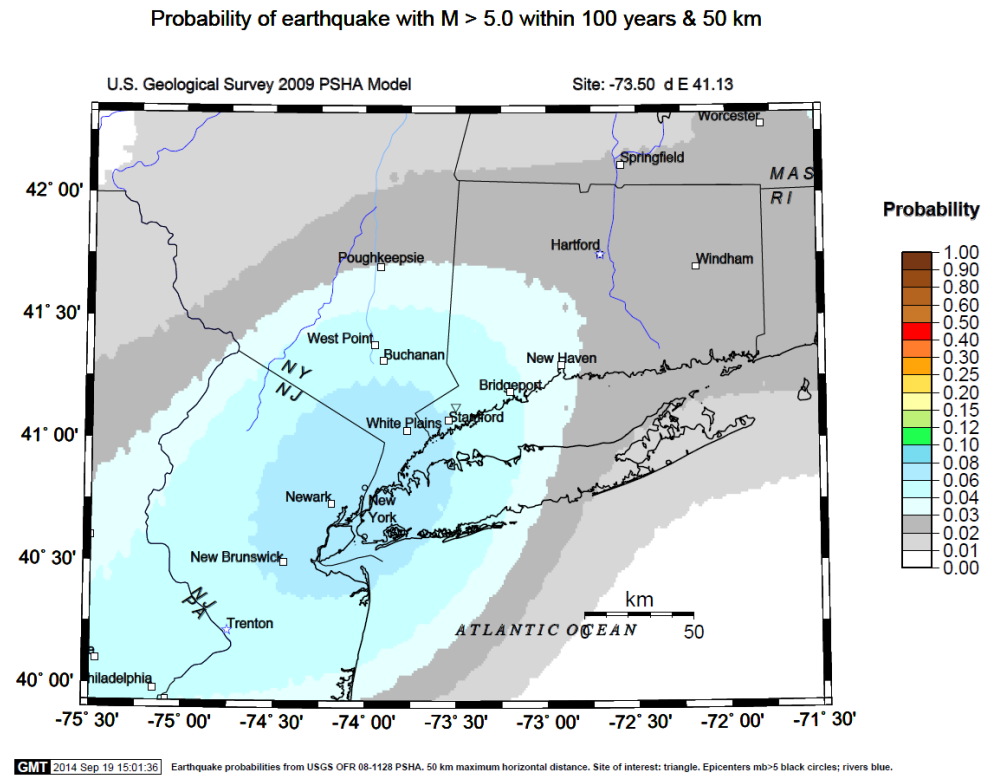 Probability of earthquake with M > 5.0 within 100 years & 50 km
U.S. Geological Survey 2009 PSHA Model
Site: -73.50 d E 41.13
Worcester
Springfield
MAS
RI
42° 00'
Hartford
Windham
Poughkeepsie
41° 30'
West Point
Buchanan
New Haven
NY
NJ
Bridgeport
White Plains
Stamford
41° 00'
Newark
New
York
40° 30'
New Brunswick
km
0 50
NJ
PA
Trenton
ATLANTIC OCEAN
e
hiladelphia
40° 00'
-75° 30' -75° 00' -74° 30' -74° 00' -73° 30' -73° 00' -72° 30' -72° 00' -71° 30'
Probability
1.00
0.90
0.80
0.60
0.50
0.40
0.30
0.25
0.20
0.15
0.12
0.10
0.08
0.06
0.04
0.03
0.02
0.01
0.00
GMT 2014 Sep 19 15:01:36 Earthquake probabilities from USGS OFR 08-1128 PSHA. 50 km maximum horizontal distance. Site of interest: triangle. Epicenters mb>5 black circles; rivers blue.